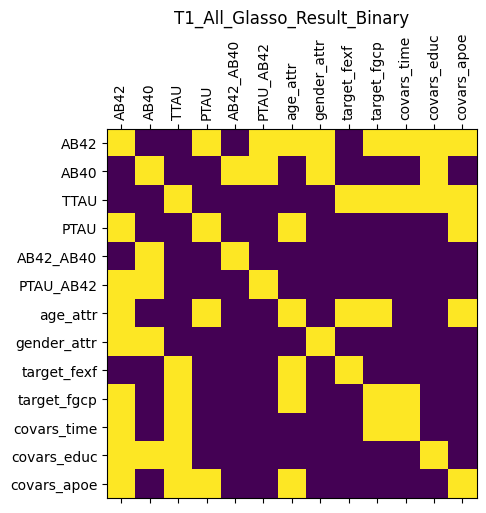 T1_All_Glasso_Result_Binary
AB42
AB40
TTAU
PTAU
AB42_AB40
PTAU_AB42
age_attr
gender_attr
target_fexf
target_fgcp
covars_time
covars_educ
covars_apoe
AB42
AB40
TTAU
PTAU
AB42_AB40
PTAU_AB42
age_attr
gender_attr
target_fexf
target_fgcp
covars_time
covars_educ
covars_apoe